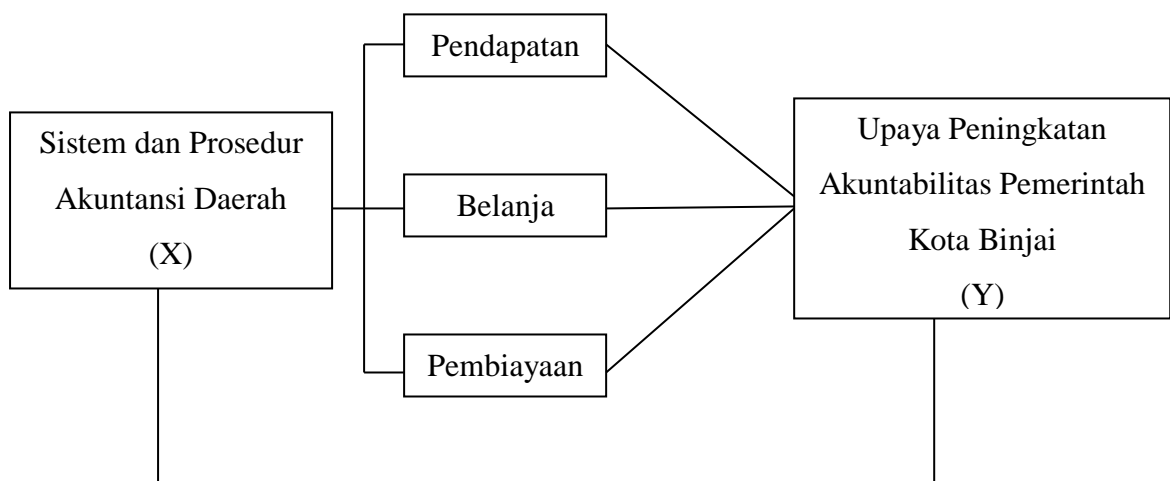 Sistem dan Prosedur
Akuntansi Daerah
(X)
Pendapatan
Belanja
Pembiayaan
Upaya Peningkatan
Akuntabilitas Pemerintah
Kota Binjai
(Y)